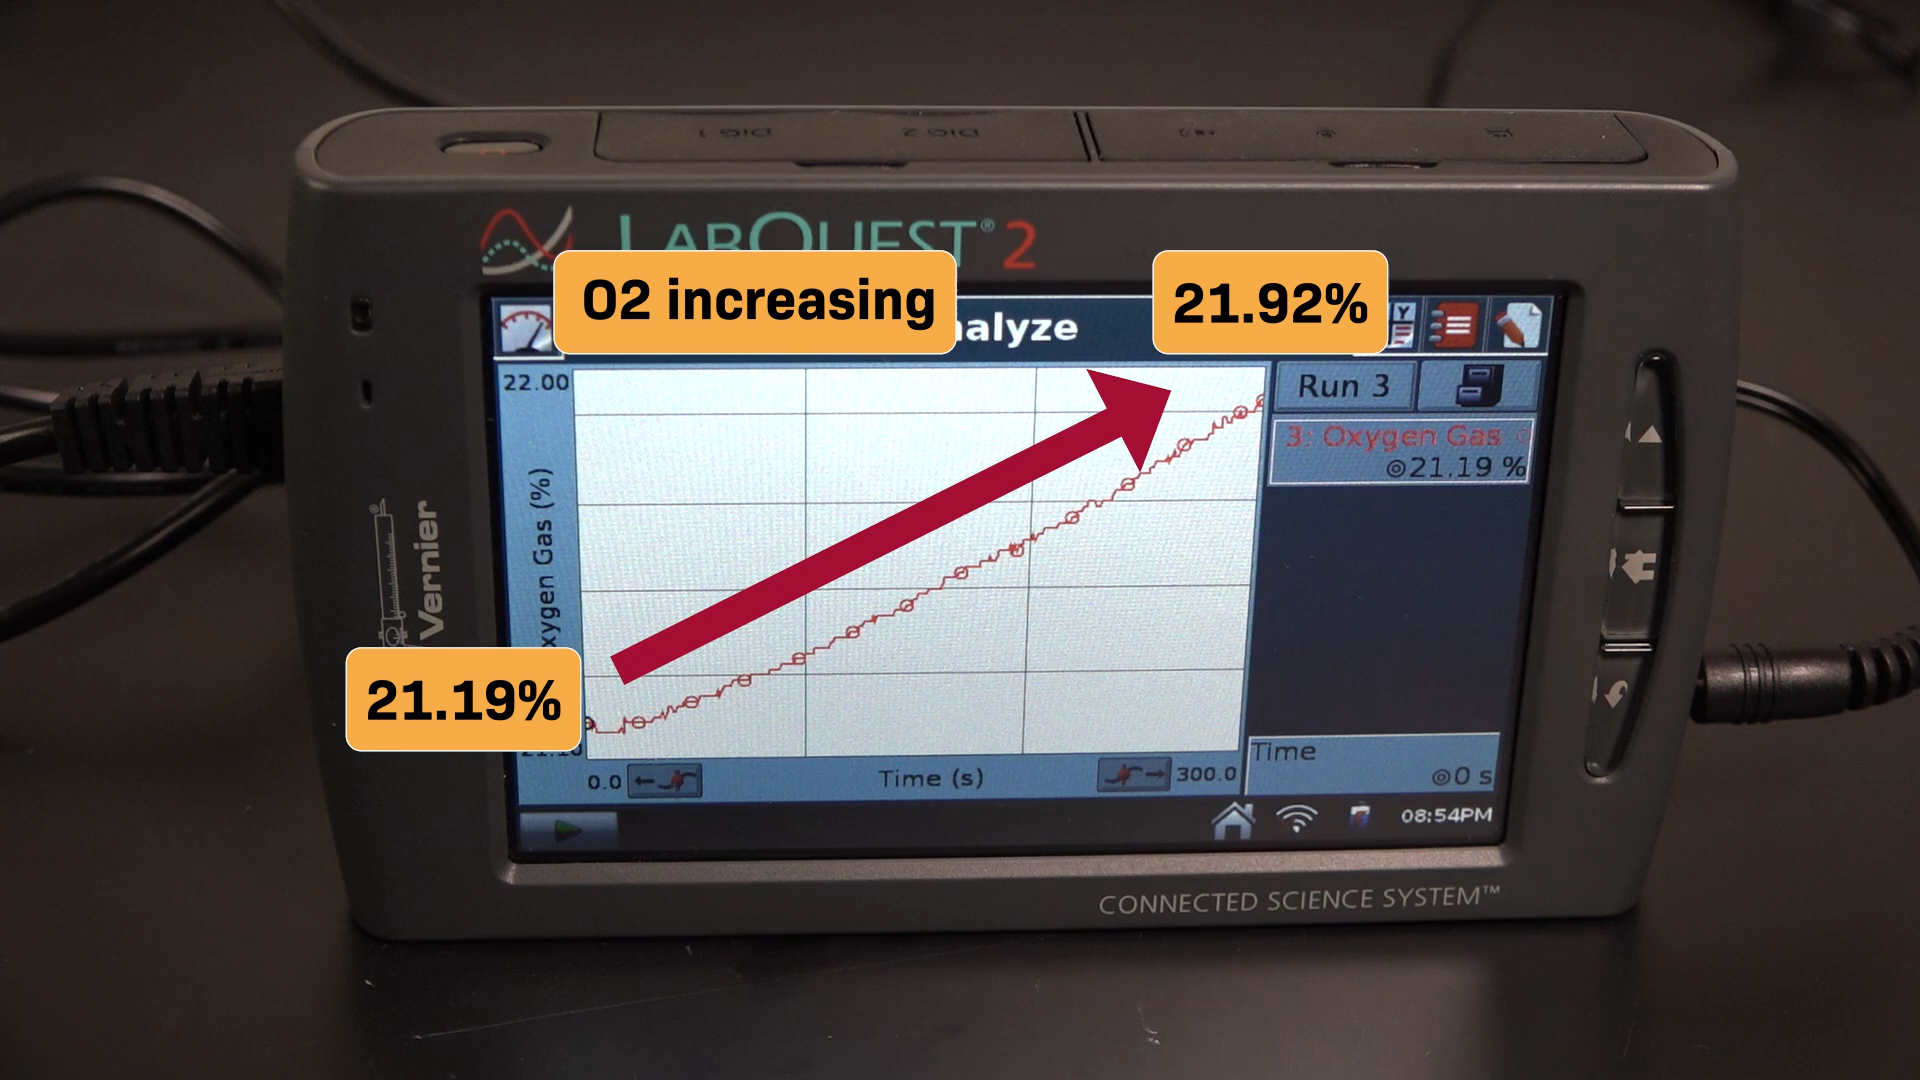 DIG 1
DIG 2
LABQUEST® 2
O2 increasing
21.92%
nalyze
22.00
Run 3
3: Oxygen Gas
21.19 %
xygen Gas (%)
Vernier
21.19%
0.0
Time (s)
300.0
Time
0 s
08:54PM
CONNECTED SCIENCE SYSTEM™